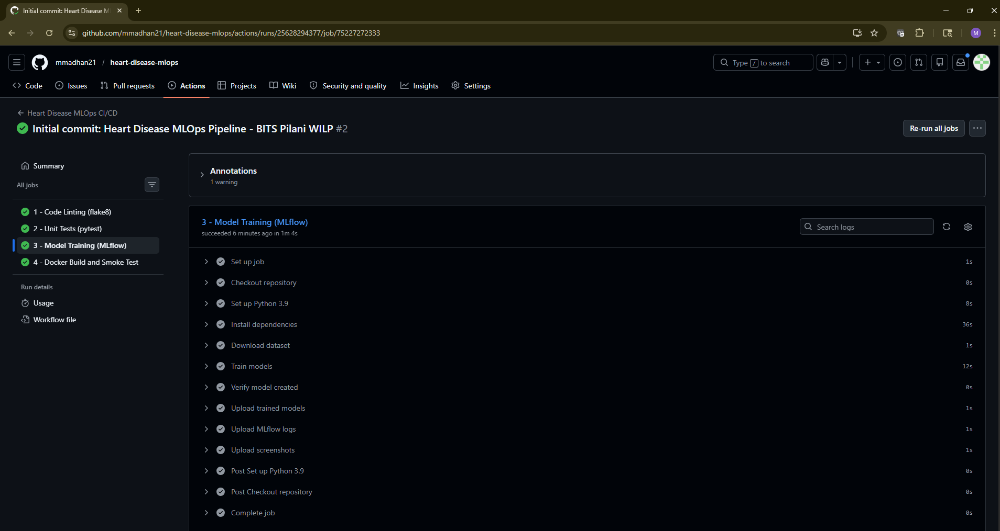 Initial commit: Heart Disease M
github.com/mmadhan21/heart-disease-mlops/actions/runs/25628294377/job/75227272333
M
mmadhan21 / heart-disease-mlops
Type / to search
Code
Issues
Pull requests
Actions
Projects
Wiki
Security and quality
Insights
Settings
Heart Disease MLOps CI/CD
Initial commit: Heart Disease MLOps Pipeline - BITS Pilani WILP #2
Re-run all jobs
Summary
All jobs
1 - Code Linting (flake8)
2 - Unit Tests (pytest)
3 - Model Training (MLflow)
4 - Docker Build and Smoke Test
Run details
Usage
Workflow file
Annotations
1 warning
3 - Model Training (MLflow)
succeeded 6 minutes ago in 1m 4s
Search logs
Set up job 1s
Checkout repository 0s
Set up Python 3.9 8s
Install dependencies 36s
Download dataset 1s
Train models 12s
Verify model created 0s
Upload trained models 1s
Upload MLflow logs 1s
Upload screenshots 1s
Post Set up Python 3.9 0s
Post Checkout repository 0s
Complete job 0s